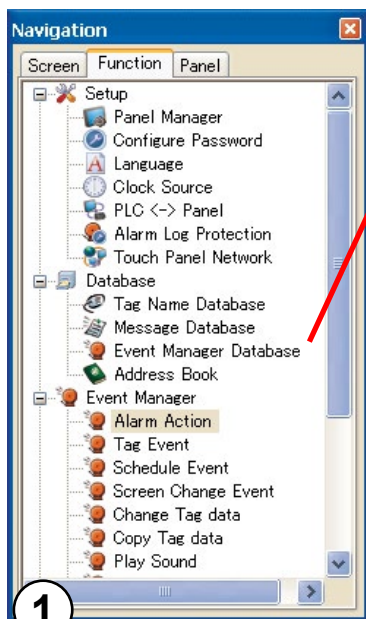 Navigation
Screen Function Panel
Setup
Panel Manager
Configure Password
Language
Clock Source
PLC <-> Panel
Alarm Log Protection
Touch Panel Network
Database
Tag Name Database
Message Database
Event Manager Database
Address Book
Event Manager
Alarm Action
Tag Event
Schedule Event
Screen Change Event
Change Tag data
Copy Tag data
Play Sound
1